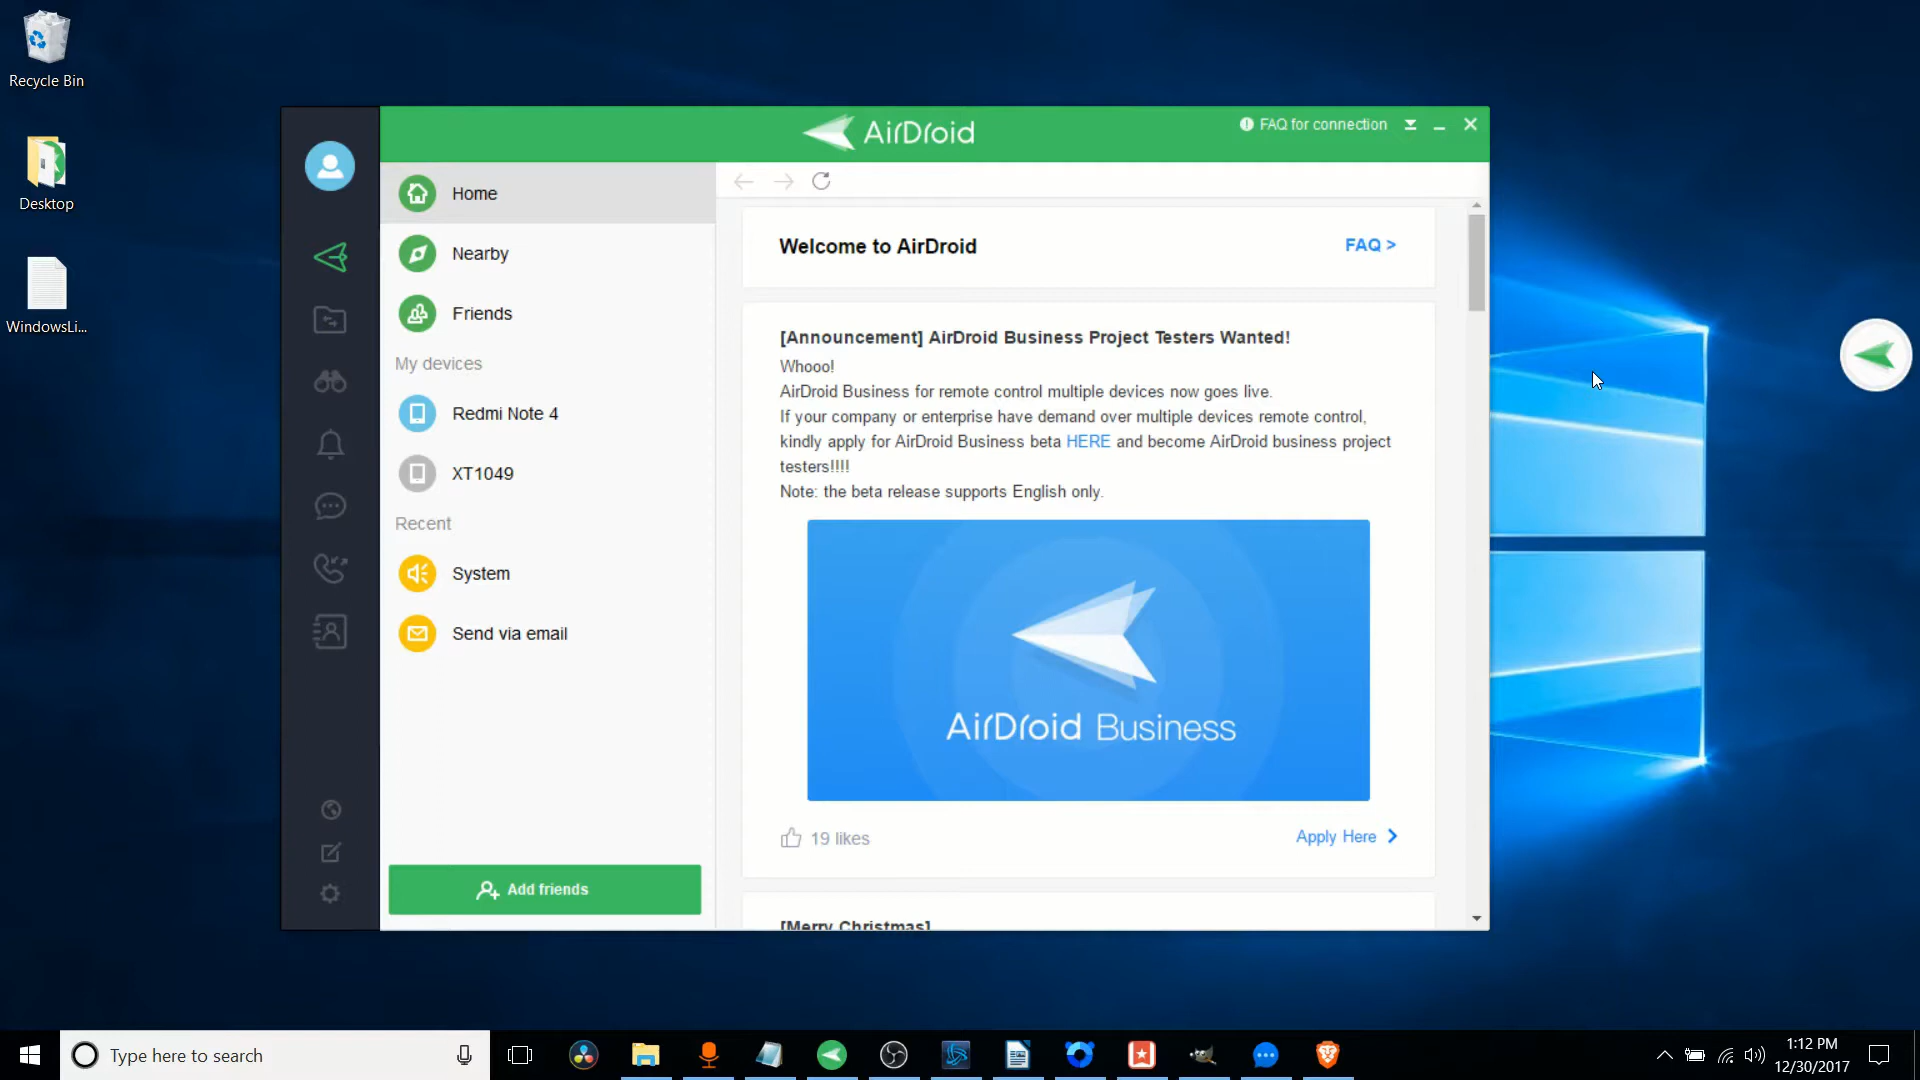 Recycle Bin
Desktop
WindowsLi...
AirDroid
FAQ for connection
Home
Nearby
Friends
My devices
Redmi Note 4
XT1049
Recent
System
Send via email
Add friends
Welcome to AirDroid
FAQ >
[Announcement] AirDroid Business Project Testers Wanted!
Whooo!
AirDroid Business for remote control multiple devices now goes live.
If your company or enterprise have demand over multiple devices remote control,
kindly apply for AirDroid Business beta HERE and become AirDroid business project
testers!!!!
Note: the beta release supports English only.
AirDroid Business
19 likes
Apply Here
[Merry Christmas]
Type here to search
1:12 PM
12/30/2017